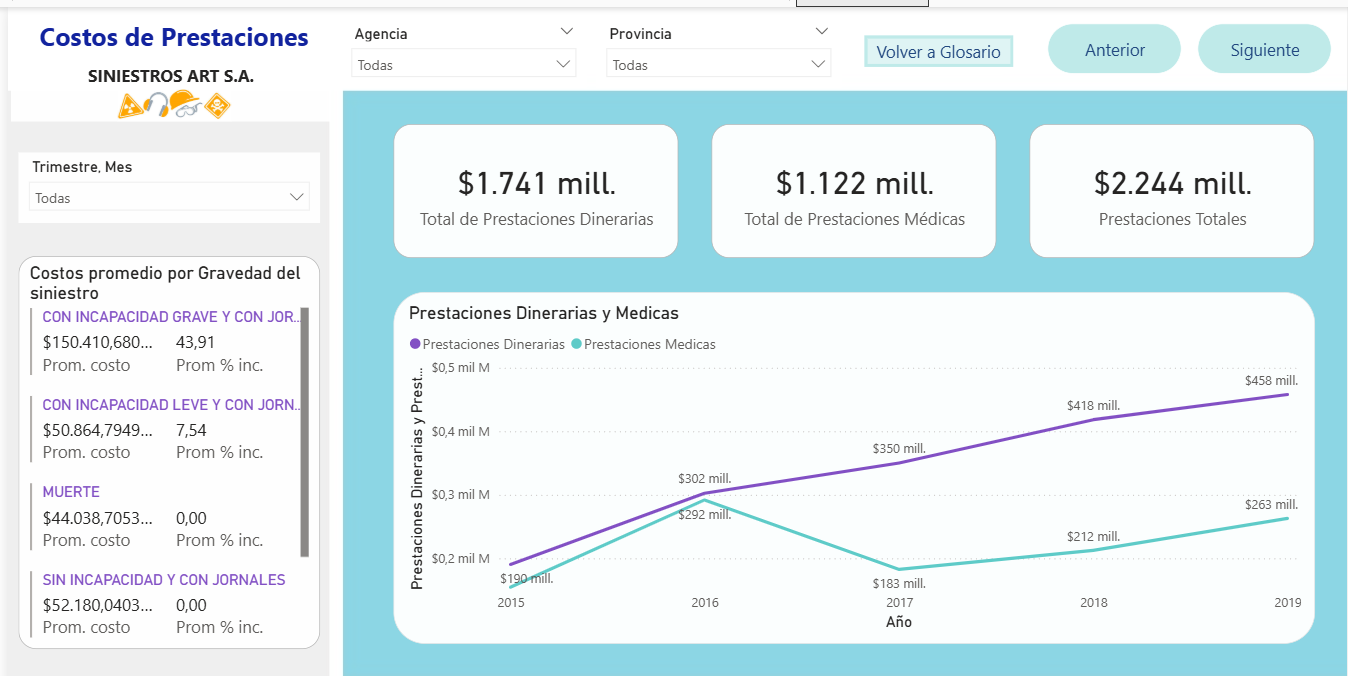 Costos de Prestaciones
SINIESTROS ART S.A.
Agencia
Todas
Provincia
Todas
Volver a Glosario
Anterior
Siguiente
Trimestre, Mes
Todas
$1.741 mill.
Total de Prestaciones Dinerarias
$1.122 mill.
Total de Prestaciones Médicas
$2.244 mill.
Prestaciones Totales
Costos promedio por Gravedad del
siniestro
CON INCAPACIDAD GRAVE Y CON JOR...
$150.410,680... 43,91
Prom. costo Prom % inc.
CON INCAPACIDAD LEVE Y CON JORN...
$50.864,7949... 7,54
Prom. costo Prom % inc.
MUERTE
$44.038,7053... 0,00
Prom. costo Prom % inc.
SIN INCAPACIDAD Y CON JORNALES
$52.180,0403... 0,00
Prom. costo Prom % inc.
Prestaciones Dinerarias y Medicas
Prestaciones Dinerarias Prestaciones Medicas
Prestaciones Dinerarias y Prest...
$0,5 mil M
$0,4 mil M
$0,3 mil M
$0,2 mil M
$190 mill.
$302 mill.
$292 mill.
$350 mill.
$183 mill.
$418 mill.
$212 mill.
$458 mill.
$263 mill.
2015 2016 2017 2018 2019
Año